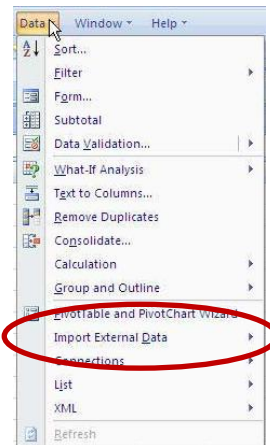 Data Window Help
Sort...
Filter
Form...
Subtotal
Data Validation...
What-If Analysis
Text to Columns...
Remove Duplicates
Consolidate...
Calculation
Group and Outline
PivotTable and PivotChart Wizard
Import External Data
Connections
List
XML
Refresh